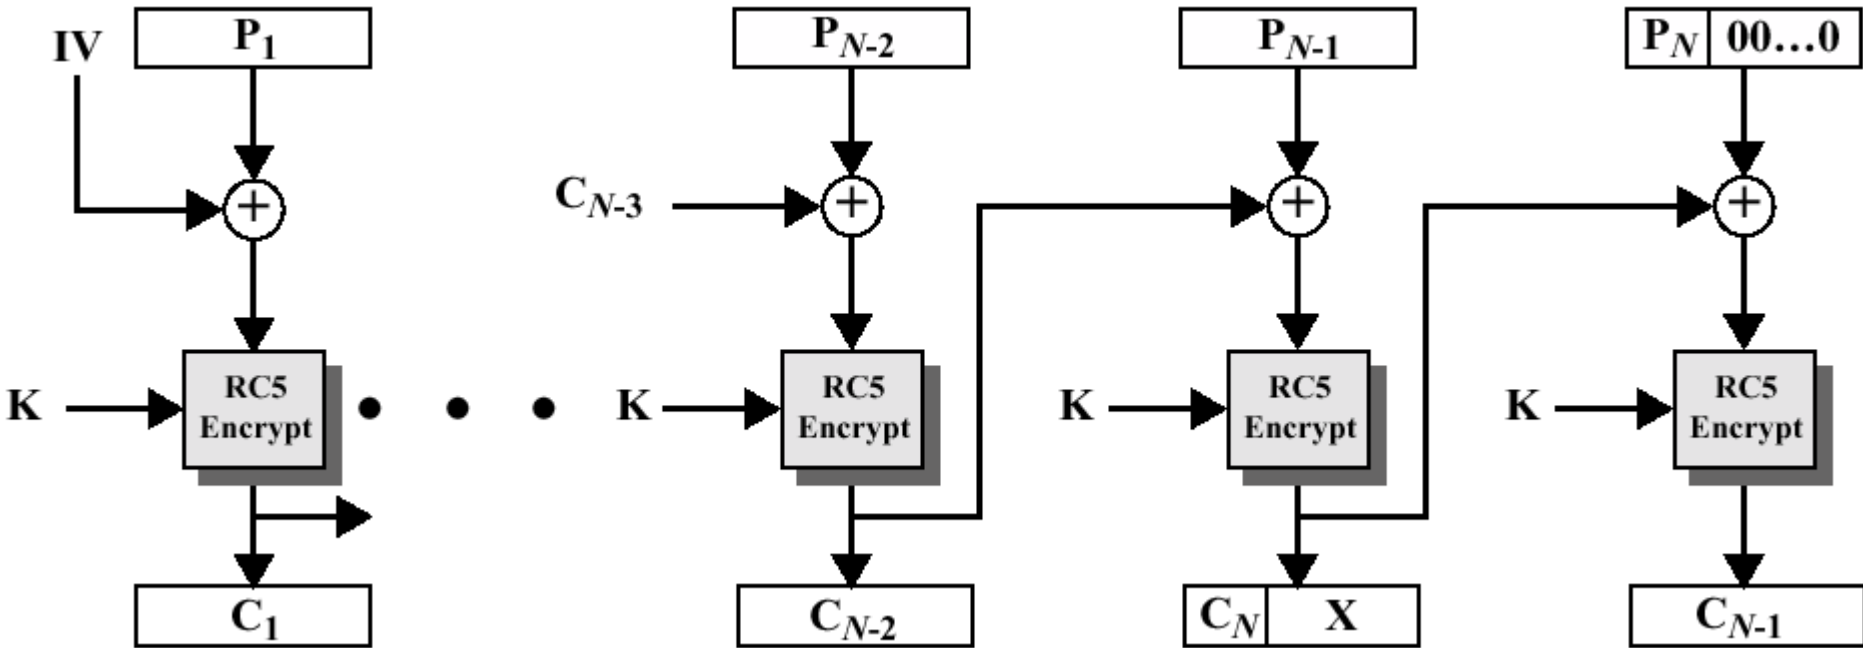 IV
P1
PN-2
PN-1
PN 00...0
+
CN-3
+
+
+
K
RC5
Encrypt
K
RC5
Encrypt
K
RC5
Encrypt
K
RC5
Encrypt
C1
CN-2
CN X
CN-1